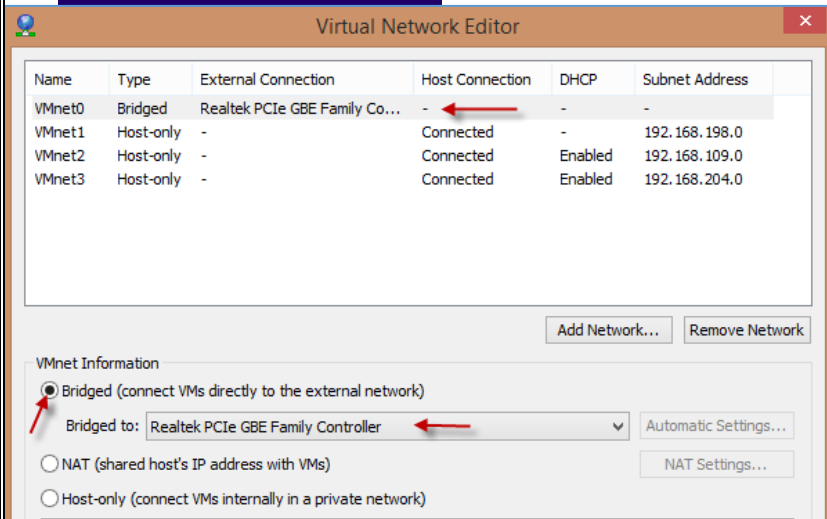 Virtual Network Editor
Name Type External Connection Host Connection DHCP Subnet Address
VMnet0 Bridged Realtek PCIe GBE Family Co... - - -
VMnet1 Host-only - Connected - 192.168.198.0
VMnet2 Host-only - Connected Enabled 192.168.109.0
VMnet3 Host-only - Connected Enabled 192.168.204.0
Add Network... Remove Network
VMnet Information
Bridged (connect VMs directly to the external network)
Bridged to: Realtek PCIe GBE Family Controller Automatic Settings...
NAT (shared host's IP address with VMs) NAT Settings...
Host-only (connect VMs internally in a private network)